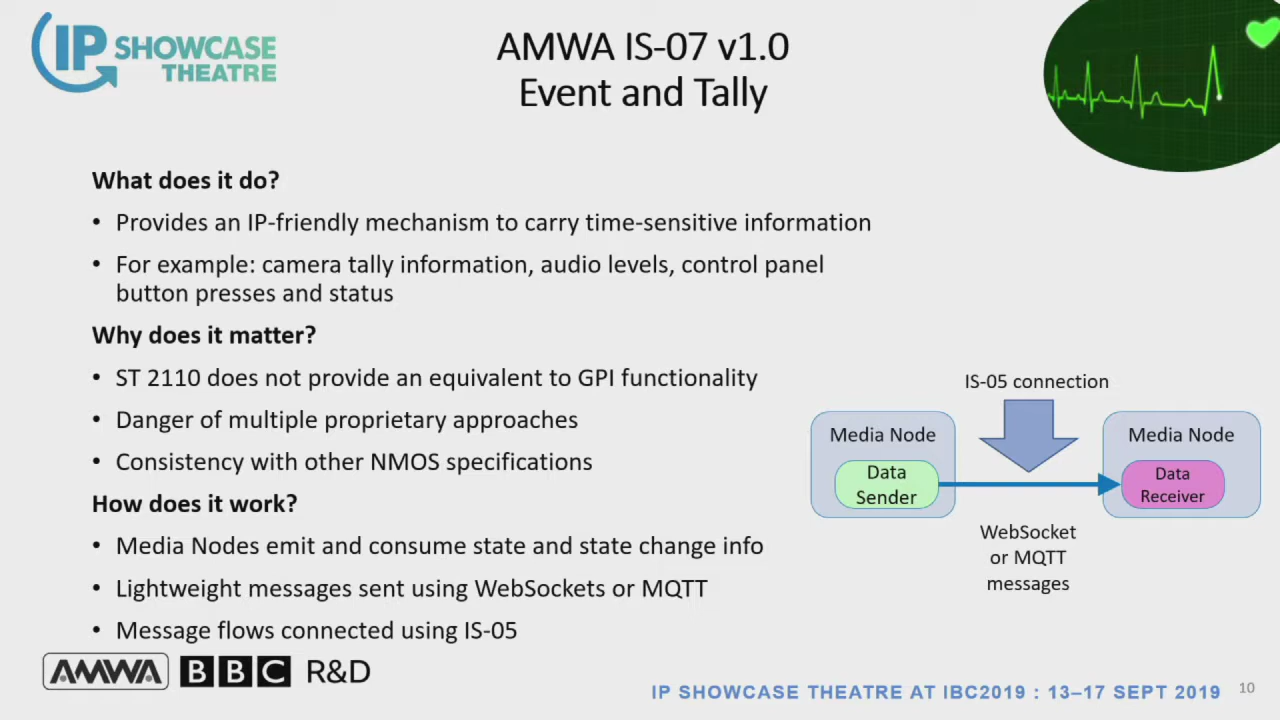 IP SHOWCASE
THEATRE
AMWA IS-07 v1.0
Event and Tally
What does it do?
• Provides an IP-friendly mechanism to carry time-sensitive information
• For example: camera tally information, audio levels, control panel
button presses and status
Why does it matter?
• ST 2110 does not provide an equivalent to GPI functionality
• Danger of multiple proprietary approaches
• Consistency with other NMOS specifications
How does it work?
• Media Nodes emit and consume state and state change info
• Lightweight messages sent using WebSockets or MQTT
• Message flows connected using IS-05
IS-05 connection
Media Node
Data
Sender
Media Node
Data
Receiver
WebSocket
or MQTT
messages
AMWA BBC R&D
IP SHOWCASE THEATRE AT IBC2019 : 13–17 SEPT 2019
10